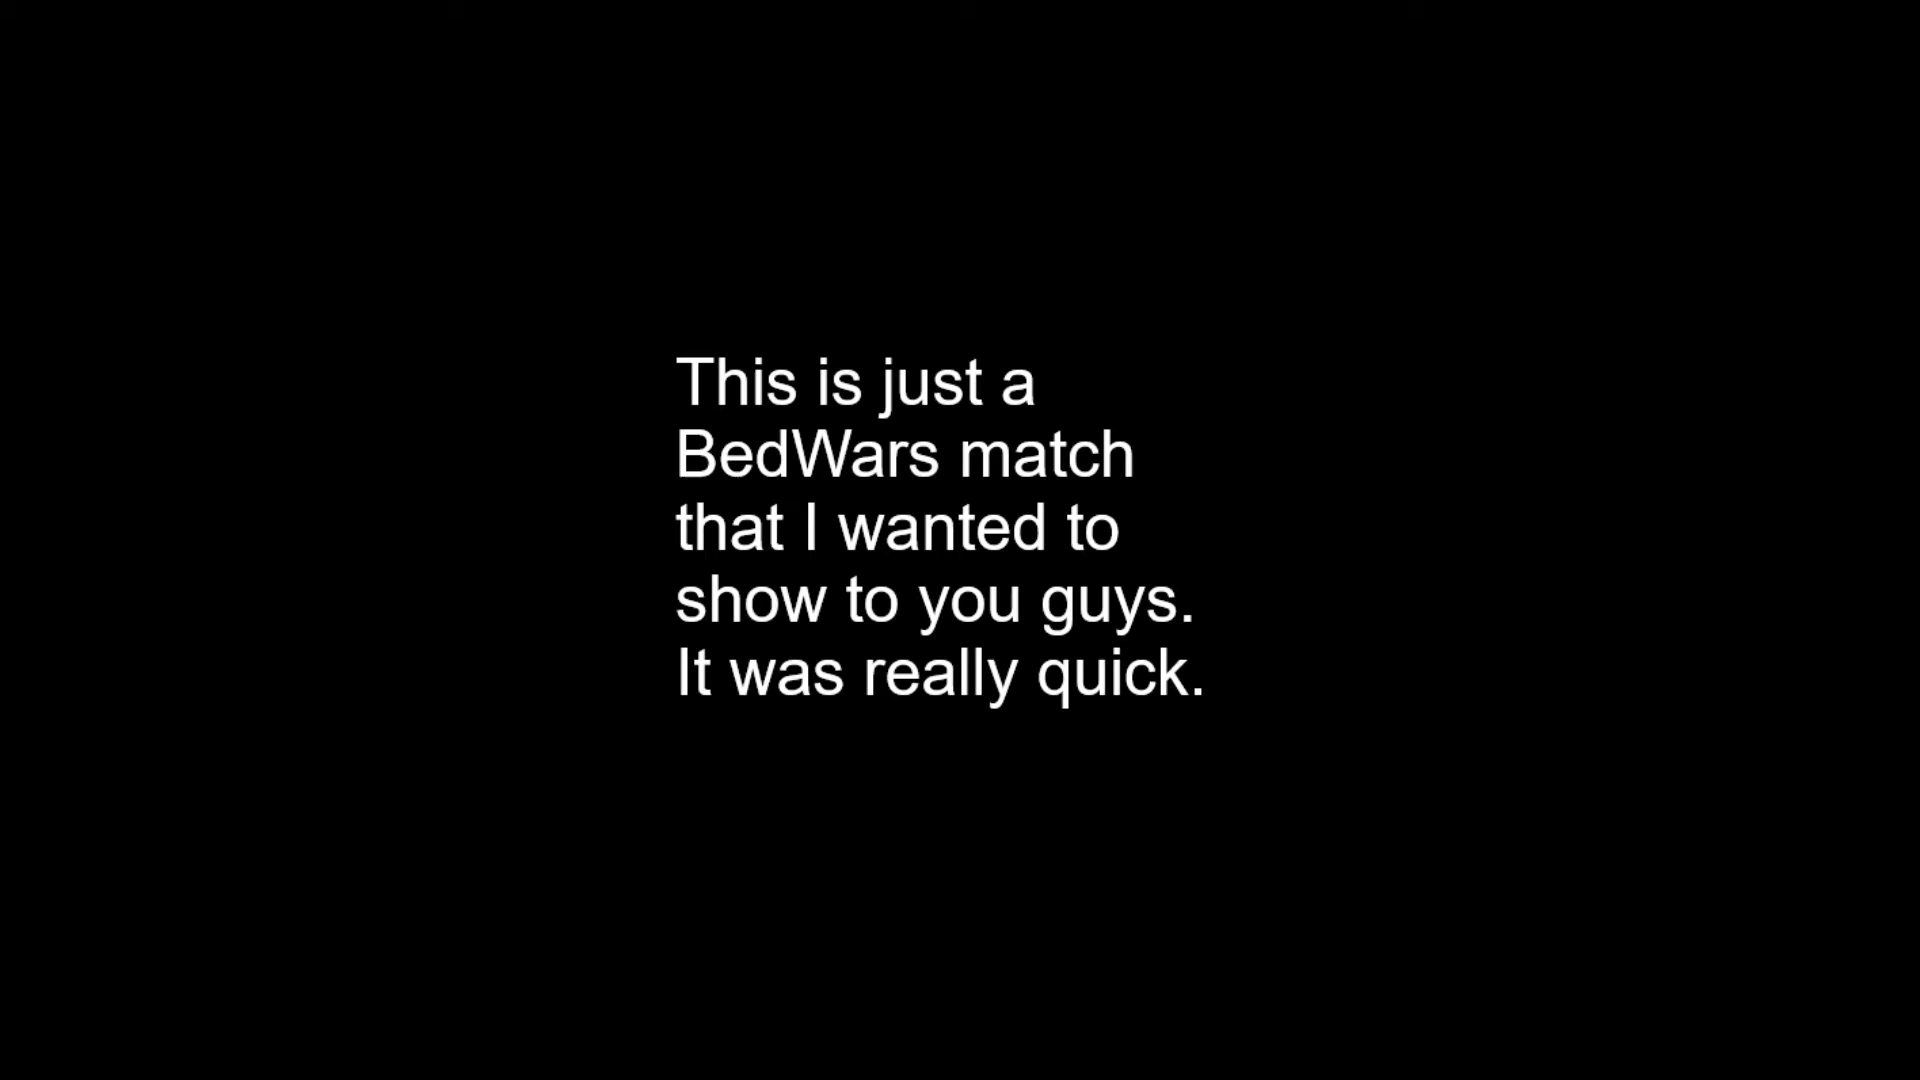 This is just a
BedWars match
that I wanted to
show to you guys.
It was really quick.